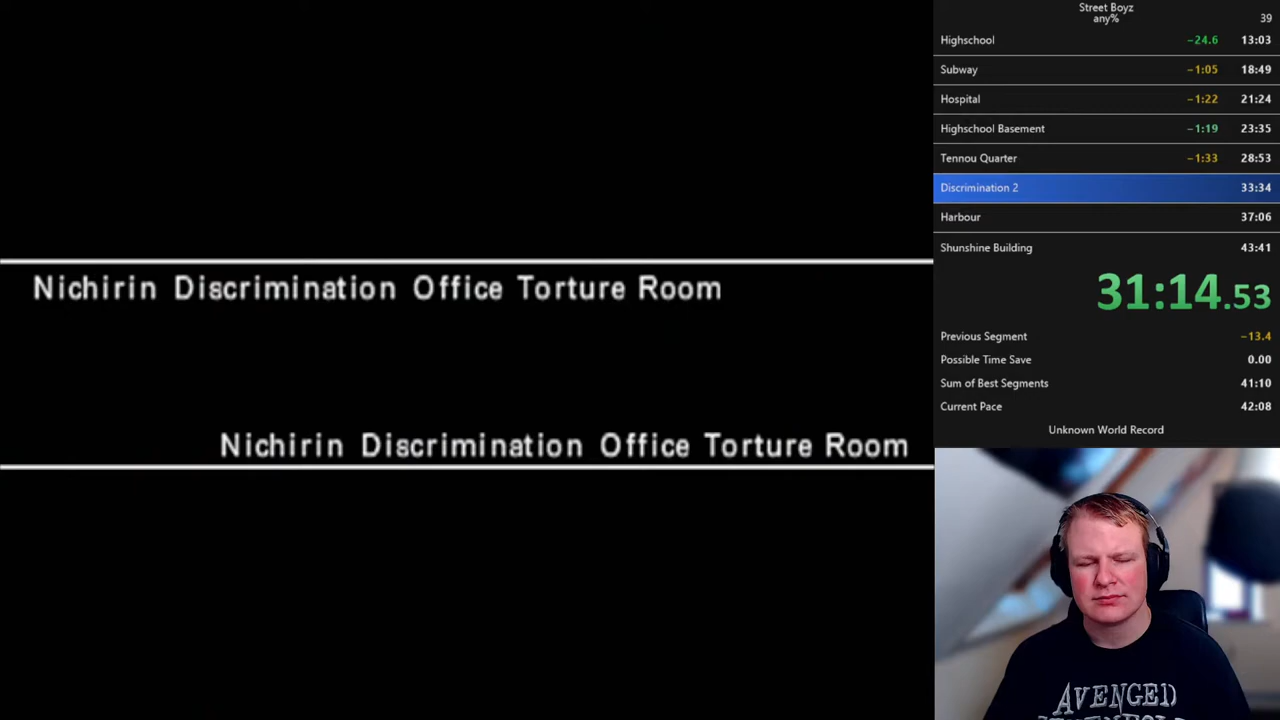 Nichirin Discrimination Office Torture Room
Nichirin Discrimination Office Torture Room
Street Boyz
any% 39
Highschool -24.6 13:03
Subway -1:05 18:49
Hospital -1:22 21:24
Highschool Basement -1:19 23:35
Tennou Quarter -1:33 28:53
Discrimination 2 33:34
Harbour 37:06
Shunshine Building 43:41
31:14.53
Previous Segment -13.4
Possible Time Save 0.00
Sum of Best Segments 41:10
Current Pace 42:08
Unknown World Record
AVENGED